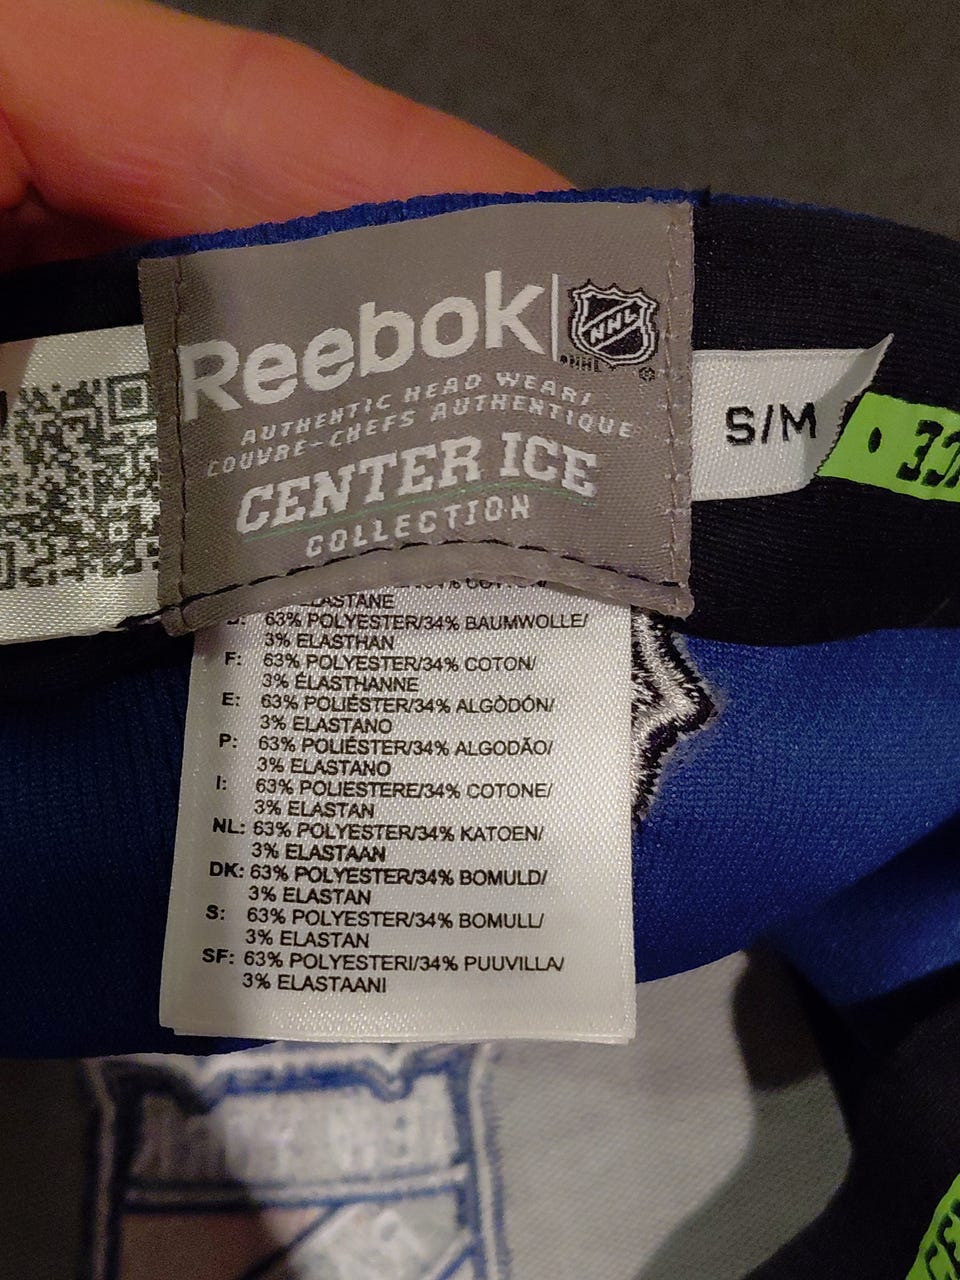 Reebok
NHL
NHL ®
AUTHENTIC HEAD WEAR/
COUVRE-CHEFS AUTHENTIQUE
CENTER ICE
COLLECTION
S/M
63% POLYESTER/34% BAUMWOLLE/
3% ELASTHAN
F: 63% POLYESTER/34% COTON/
3% ÉLASTHANNE
E: 63% POLIÉSTER/34% ALGÒDÓN/
3% ELASTANO
P: 63% POLIÉSTER/34% ALGODÃO/
3% ELASTANO
I: 63% POLIESTERE/34% COTONE/
3% ELASTAN
NL: 63% POLYESTER/34% KATOEN/
3% ELASTAAN
DK: 63% POLYESTER/34% BOMULD/
3% ELASTAN
S: 63% POLYESTER/34% BOMULL/
3% ELASTAN
SF: 63% POLYESTERI/34% PUUVILLA/
3% ELASTAANI